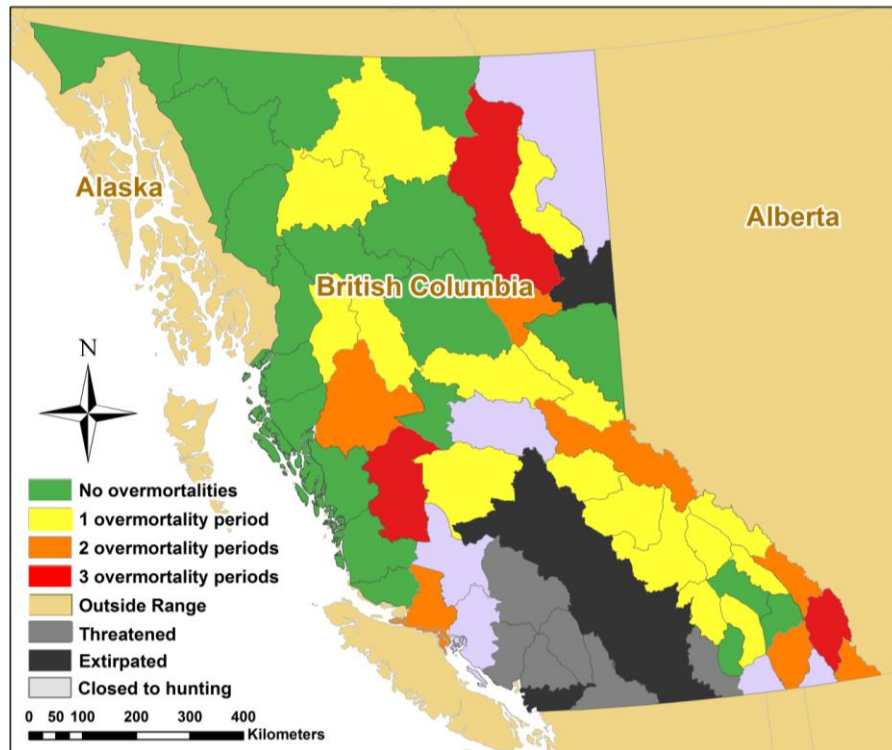 Alaska
Alberta
British Columbia
N
No overmortalities
1 overmortality period
2 overmortality periods
3 overmortality periods
Outside Range
Threatened
Extirpated
Closed to hunting
0 50 100 200 300 400
Kilometers